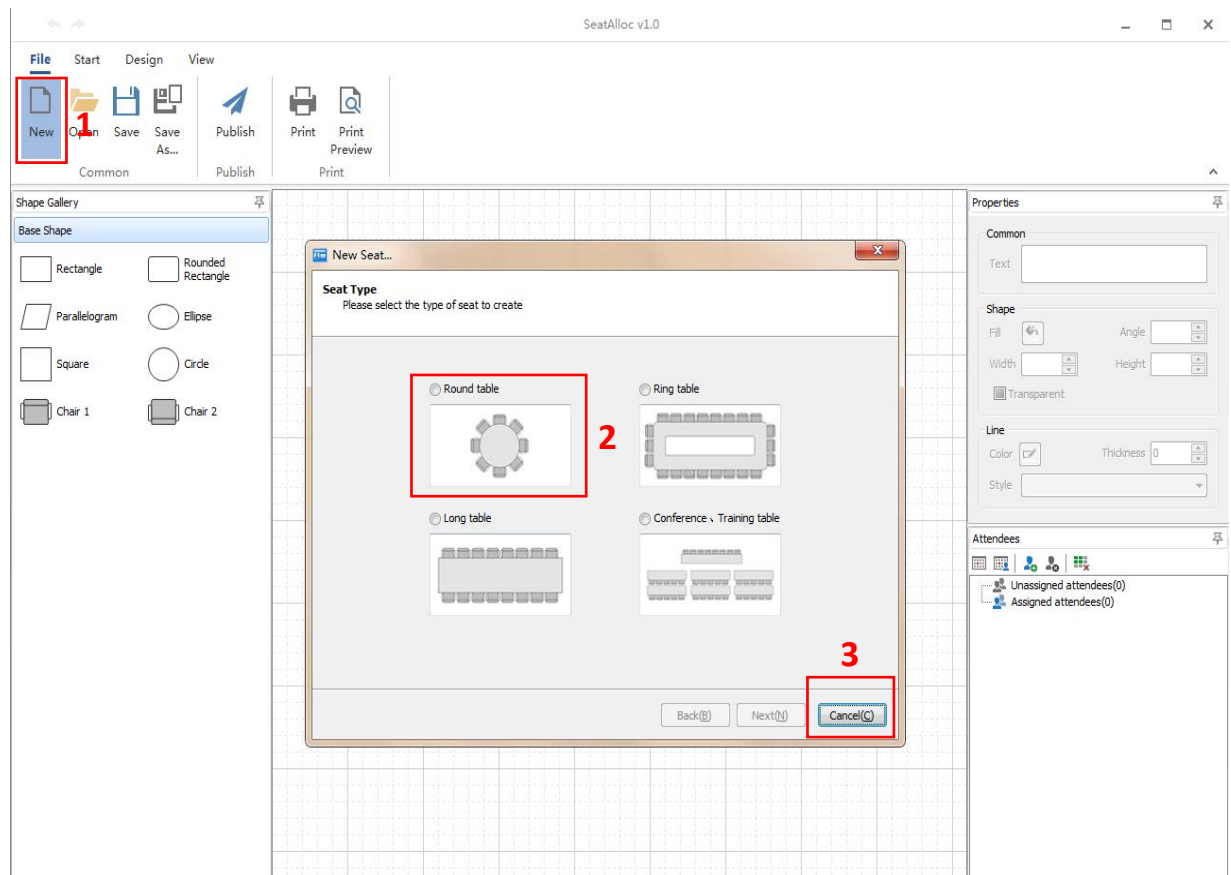 SeatAlloc v1.0
File Start Design View
New Open Save Save As... Publish Print Print Preview
1
Common Publish Print
Shape Gallery
Base Shape
Rectangle Rounded Rectangle
Parallelogram Ellipse
Square Circle
Chair 1 Chair 2
New Seat...
Seat Type
Please select the type of seat to create
Round table Ring table
2
Long table Conference、Training table
3
Back(B) Next(N) Cancel(C)
Properties
Common
Text
Shape
Fill Angle
Width Height
Transparent
Line
Color Thickness 0
Style
Attendees
Unassigned attendees(0)
Assigned attendees(0)